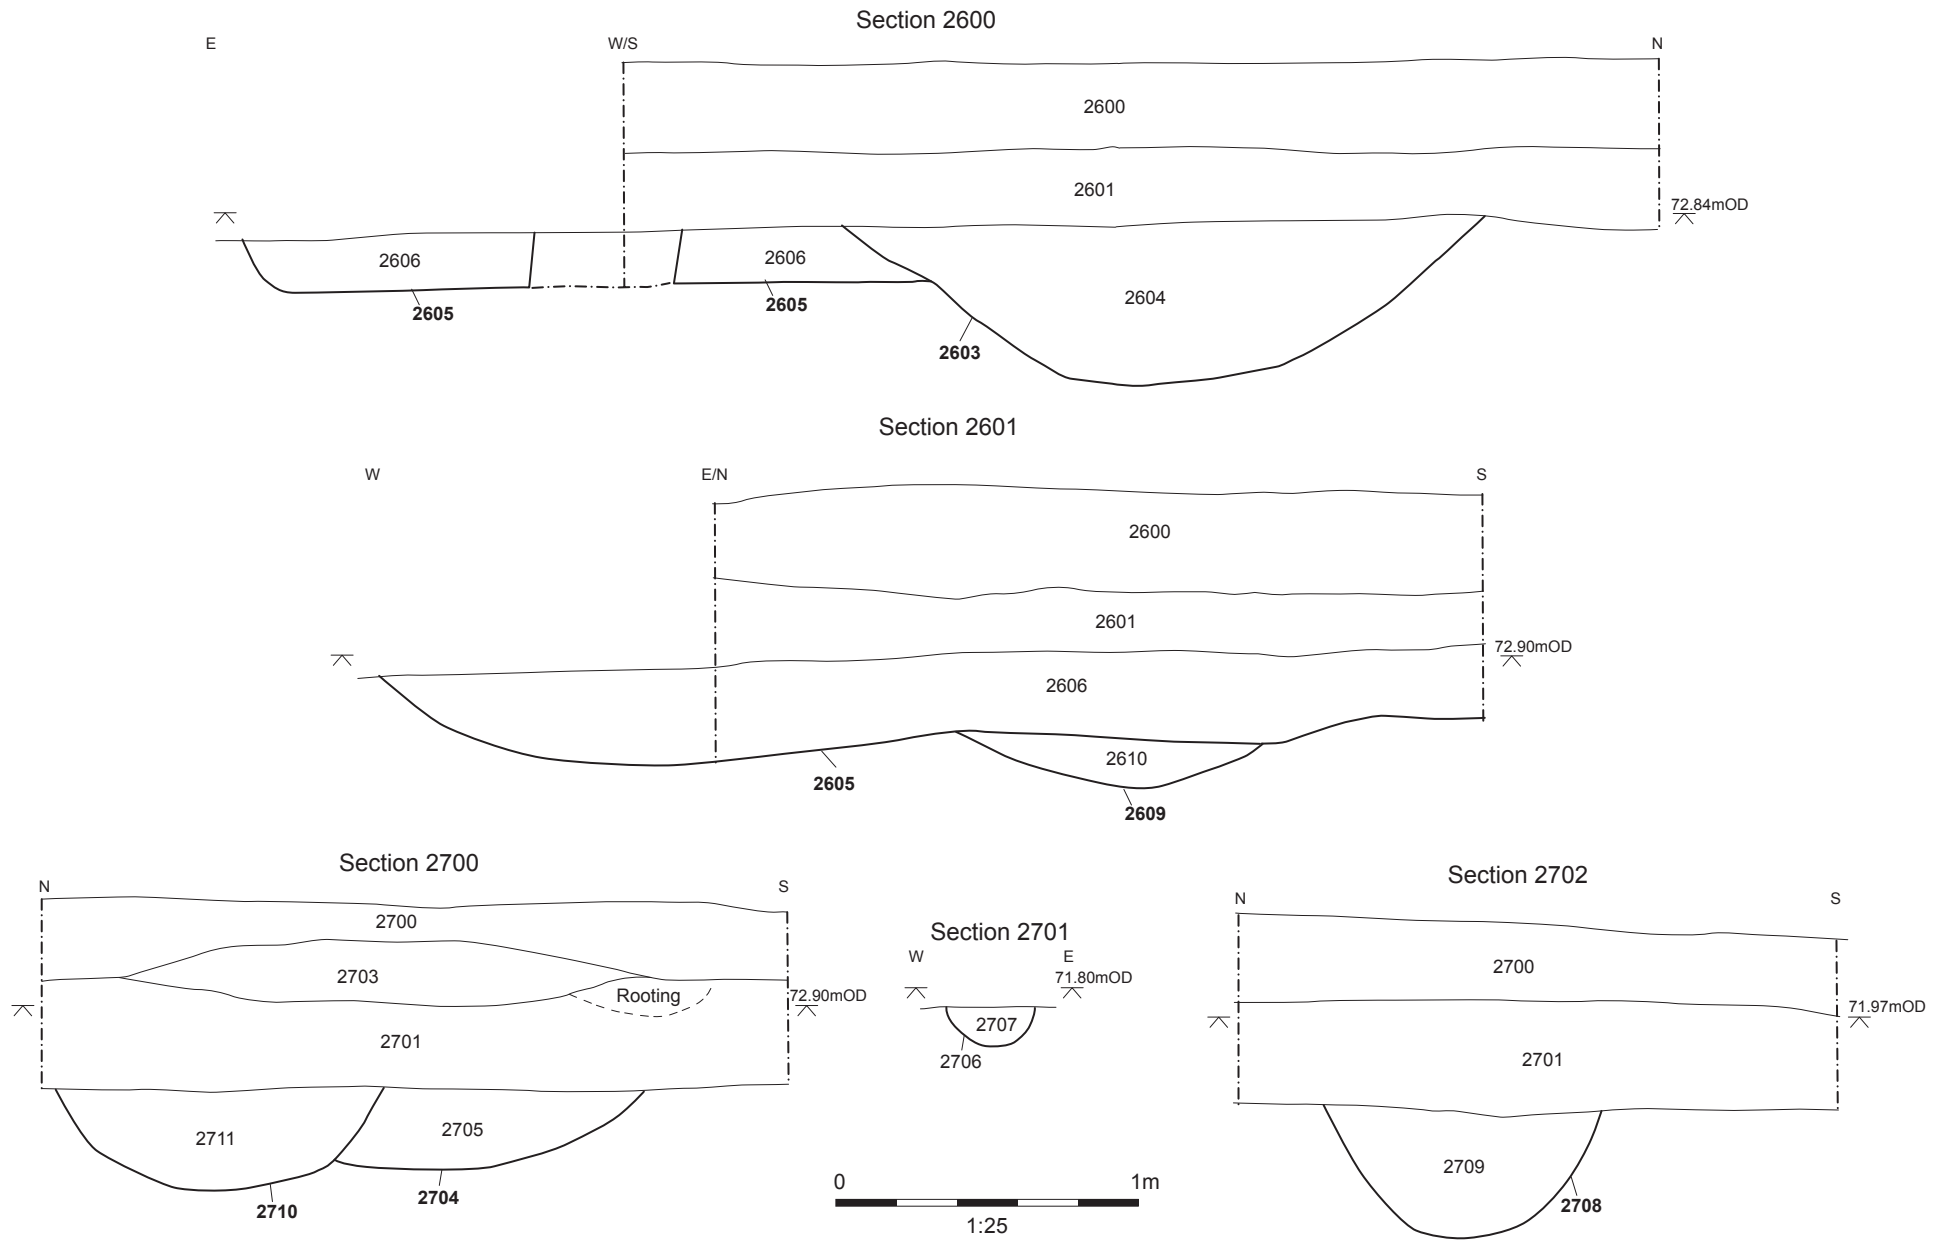 Section 2600
E W/S N
2600
2601
72.84mOD
2606 2606
2604
2605 2605
2603
Section 2601
W E/N S
2600
2601
72.90mOD
2606
2610
2605
2609
Section 2700
N S
2700
2703
Rooting
72.90mOD
2701
2711 2705
2704
2710
Section 2701
W E
71.80mOD
2707
2706
Section 2702
N S
2700
71.97mOD
2701
2709
2708
0 1m
1:25